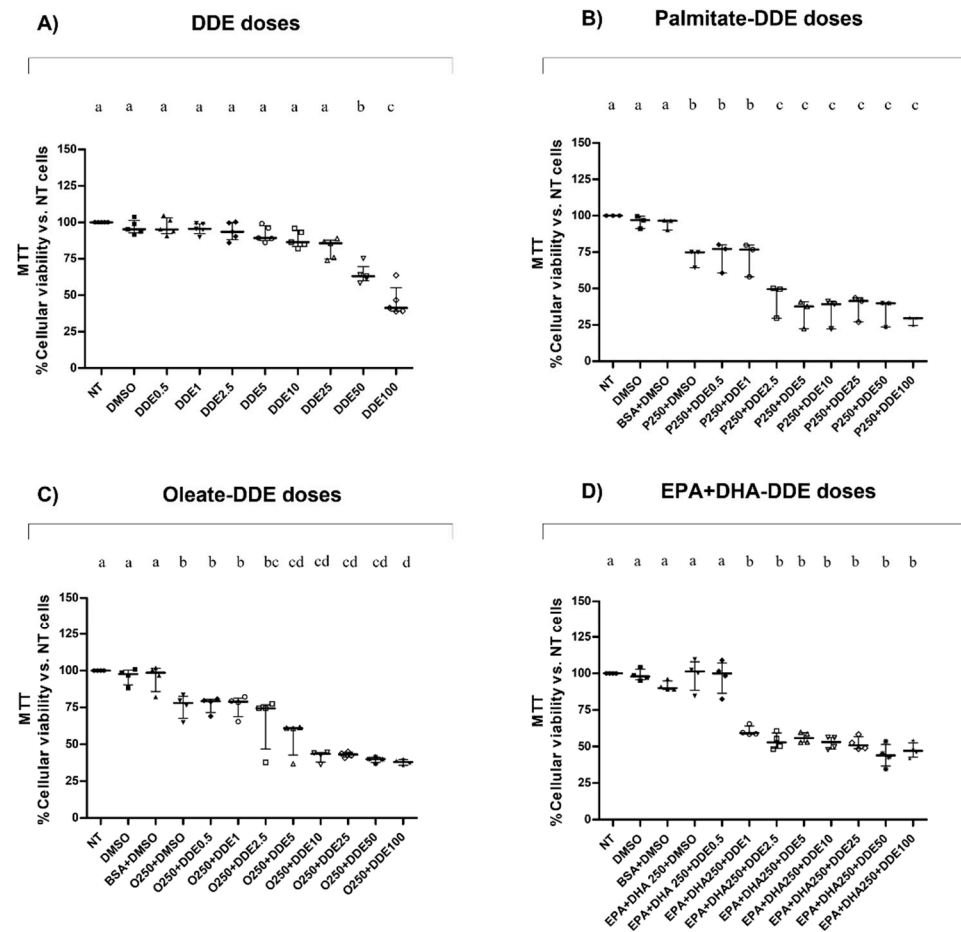 A) DDE doses
a a a a a a a a b c
150
125
100
75
50
25
0
MTT
% Cellular viability vs. NT cells
NT
DMSO
DDE0.5
DDE1
DDE2.5
DDE5
DDE10
DDE25
DDE50
DDE100
B) Palmitate-DDE doses
a a a b b b c c c c c c
150
125
100
75
50
25
0
MTT
% Cellular viability vs. NT cells
NT
DMSO
BSA+DMSO
P250+DMSO
P250+DDE0.5
P250+DDE1
P250+DDE2.5
P250+DDE5
P250+DDE10
P250+DDE25
P250+DDE50
P250+DDE100
C) Oleate-DDE doses
a a a b b b bc cd cd cd cd d
150
125
100
75
50
25
0
MTT
% Cellular viability vs. NT cells
NT
DMSO
BSA+DMSO
O250+DMSO
O250+DDE0.5
O250+DDE1
O250+DDE2.5
O250+DDE5
O250+DDE10
O250+DDE25
O250+DDE50
O250+DDE100
D) EPA+DHA-DDE doses
a a a a a b b b b b b b
150
125
100
75
50
25
0
MTT
% Cellular viability vs. NT cells
NT
DMSO
BSA+DMSO
EPA+DHA 250+DMSO
EPA+DHA 250+DDE0.5
EPA+DHA250+DDE1
EPA+DHA250+DDE2.5
EPA+DHA250+DDE5
EPA+DHA250+DDE10
EPA+DHA250+DDE25
EPA+DHA250+DDE50
EPA+DHA250+DDE100